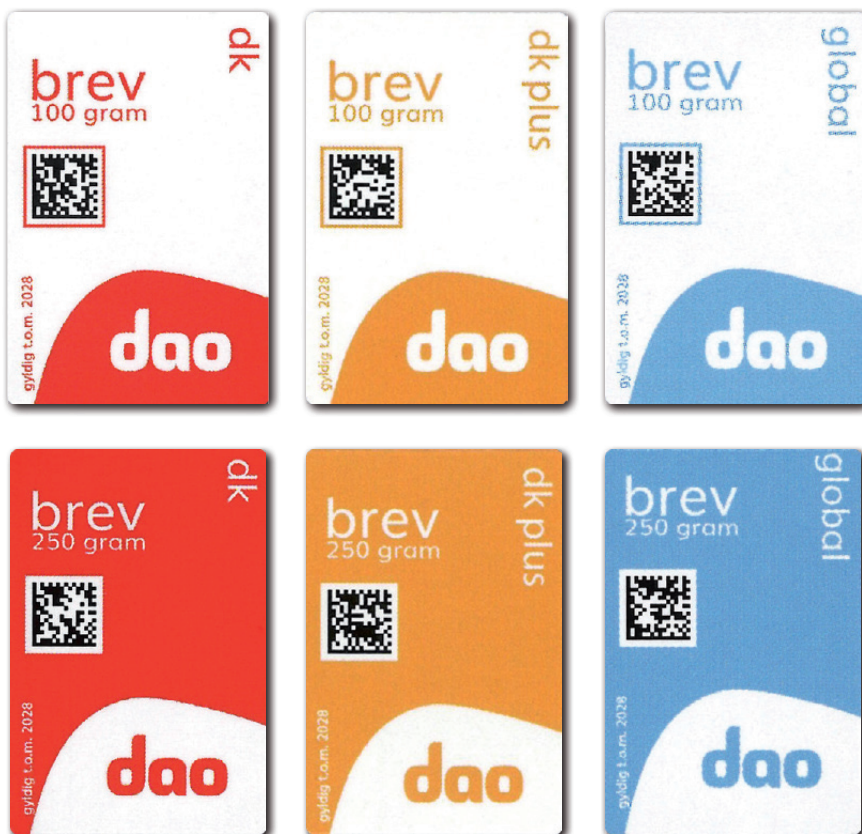 brev
100 gram
dk
gyldig t.o.m. 2028
dao
brev
100 gram
dk plus
gyldig t.o.m. 2028
dao
brev
100 gram
global
gyldig t.o.m. 2028
dao
brev
250 gram
dk
gyldig t.o.m. 2028
dao
brev
250 gram
dk plus
gyldig t.o.m. 2028
dao
brev
250 gram
global
gyldig t.o.m. 2028
dao